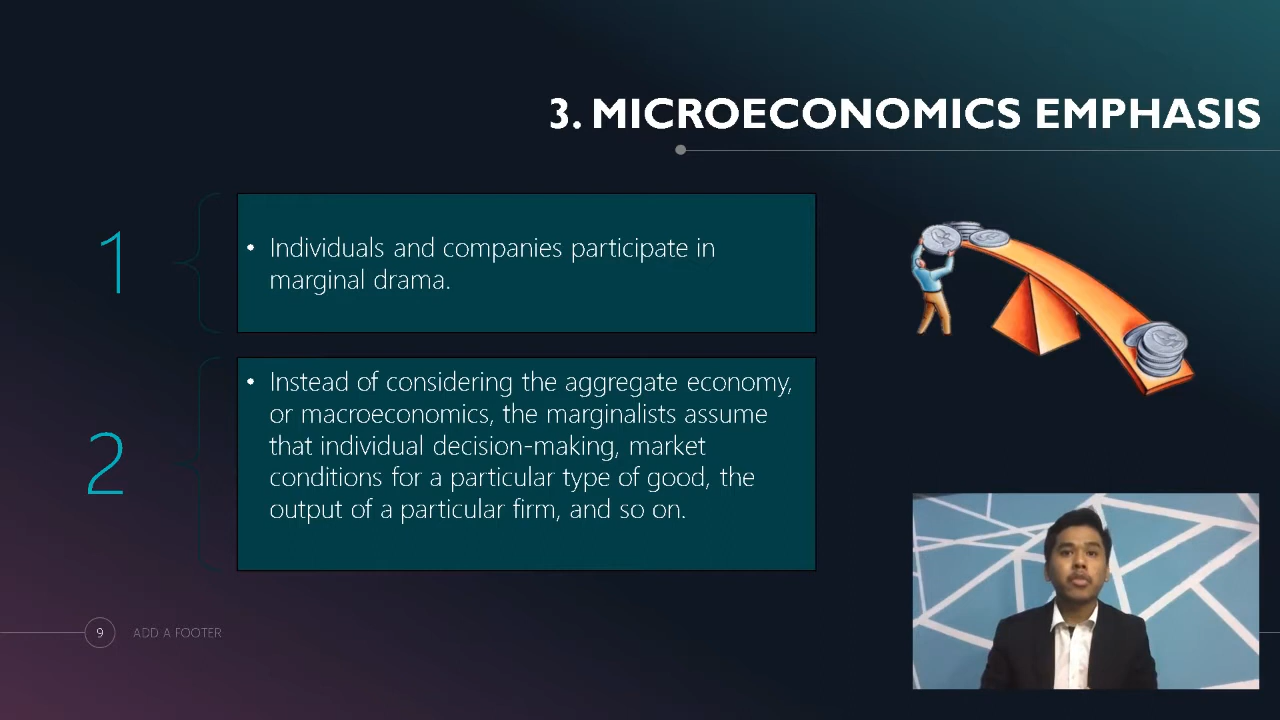 3. MICROECONOMICS EMPHASIS
1
• Individuals and companies participate in
marginal drama.
2
• Instead of considering the aggregate economy,
or macroeconomics, the marginalists assume
that individual decision-making, market
conditions for a particular type of good, the
output of a particular firm, and so on.
9 ADD A FOOTER